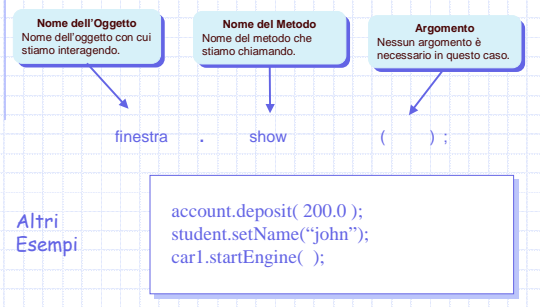 Nome dell'Oggetto
Nome dell'oggetto con cui
stiamo interagendo.
Nome del Metodo
Nome del metodo che
stiamo chiamando.
Argomento
Nessun argomento è
necessario in questo caso.
finestra . show ( ) ;
Altri
Esempi
account.deposit( 200.0 );
student.setName(“john”);
car1.startEngine( );